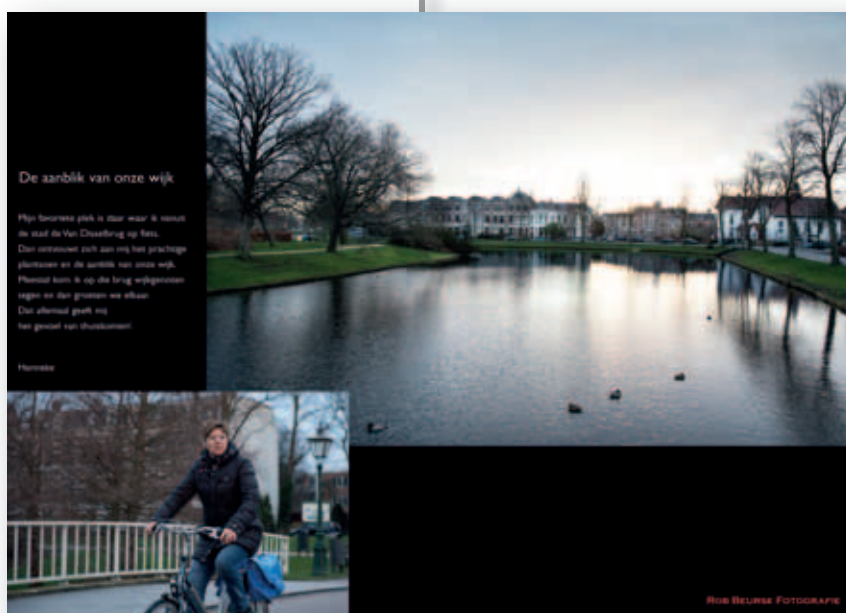 De aanblik van onze wijk
Mijn favoriete plek is daar waar ik vanuit
de stad de Van Disselbrug op fiets.
Dan ontvouwt zich aan mij het prachtige
plantsoen en de aanblik van onze wijk.
Meestal kom ik op die brug wijkgenoten
tegen en dan groeten we elkaar.
Dat allemaal geeft mij
het gevoel van thuiskomen!
Hanneke
Rob Beurse Fotografie